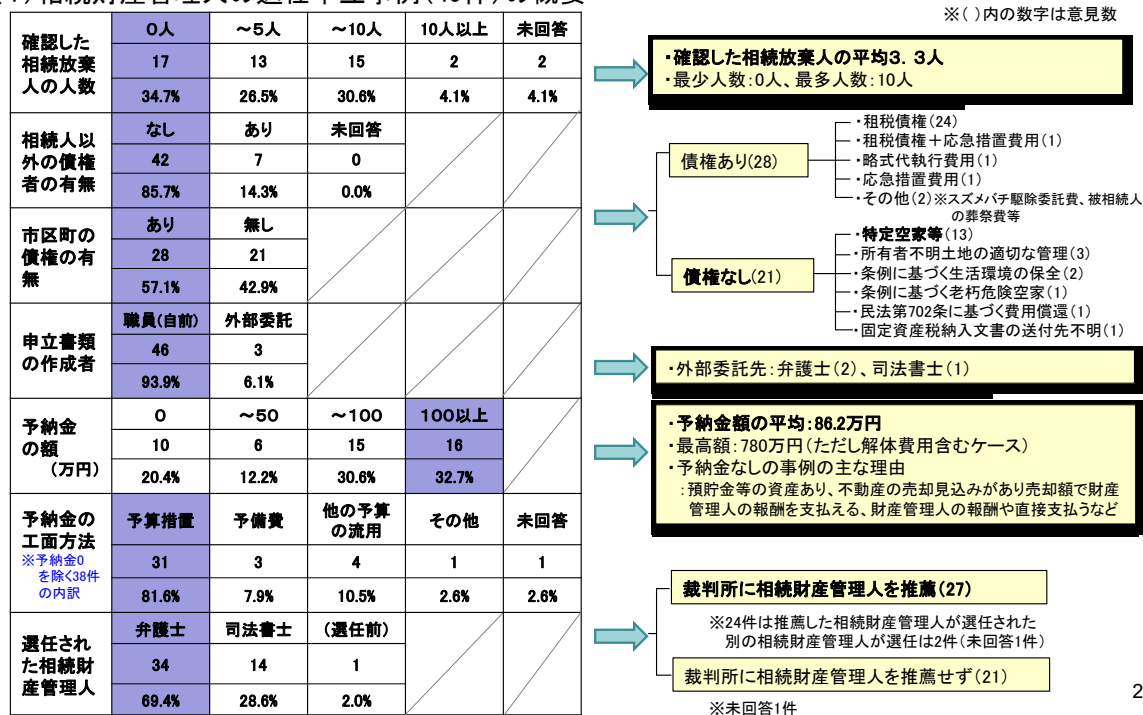 相続財産管理人の選任申立事例(49件)の概要
※( )内の数字は意見数
確認した
相続放棄
人の人数
0人 ~5人 ~10人 10人以上 未回答
17 13 15 2 2
34.7% 26.5% 30.6% 4.1% 4.1%
・確認した相続放棄人の平均3.3人
・最少人数:0人、最多人数:10人
相続人以
外の債権
者の有無
なし あり 未回答
42 7 0
85.7% 14.3% 0.0%
市区町の
債権の有
無
あり 無し
28 21
57.1% 42.9%
債権あり(28)
・租税債権(24)
・租税債権+応急措置費用(1)
・略式代執行費用(1)
・応急措置費用(1)
・その他(2)※スズメバチ駆除委託費、被相続人
の葬祭費等
債権なし(21)
・特定空家等(13)
・所有者不明土地の適切な管理(3)
・条例に基づく生活環境の保全(2)
・条例に基づく老朽危険空家(1)
・民法第702条に基づく費用償還(1)
・固定資産税納入文書の送付先不明(1)
申立書類
の作成者
職員(自前) 外部委託
46 3
93.9% 6.1%
・外部委託先:弁護士(2)、司法書士(1)
予納金
の額
(万円)
0 ~50 ~100 100以上
10 6 15 16
20.4% 12.2% 30.6% 32.7%
・予納金額の平均:86.2万円
・最高額:780万円(ただし解体費用含むケース)
・予納金なしの事例の主な理由
:預貯金等の資産あり、不動産の売却見込みがあり売却額で財産
管理人の報酬を支払える、財産管理人の報酬や直接支払うなど
予納金の
工面方法
※予納金0
を除く38件
の内訳
予算措置 予備費 他の予算
の流用 その他 未回答
31 3 4 1 1
81.6% 7.9% 10.5% 2.6% 2.6%
選任され
た相続財
産管理人
弁護士 司法書士 (選任前)
34 14 1
69.4% 28.6% 2.0%
裁判所に相続財産管理人を推薦(27)
※24件は推薦した相続財産管理人が選任された
別の相続財産管理人が選任は2件(未回答1件)
裁判所に相続財産管理人を推薦せず(21)
※未回答1件
2